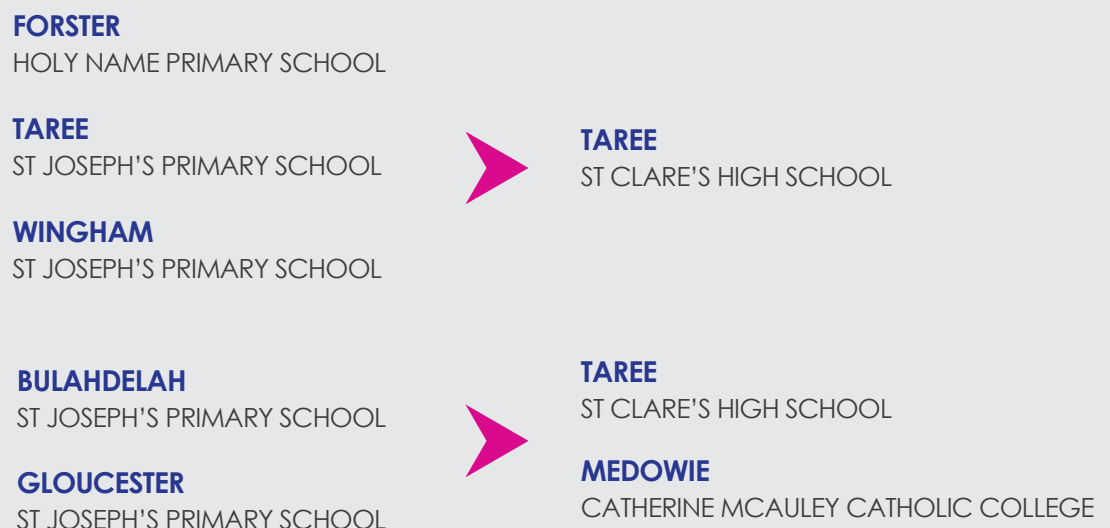 FORSTER
HOLY NAME PRIMARY SCHOOL
TAREE
ST JOSEPH'S PRIMARY SCHOOL
WINGHAM
ST JOSEPH'S PRIMARY SCHOOL
TAREE
ST CLARE'S HIGH SCHOOL
BULAHDELAH
ST JOSEPH'S PRIMARY SCHOOL
GLOUCESTER
ST JOSEPH'S PRIMARY SCHOOL
TAREE
ST CLARE'S HIGH SCHOOL
MEDOWIE
CATHERINE MCAULEY CATHOLIC COLLEGE